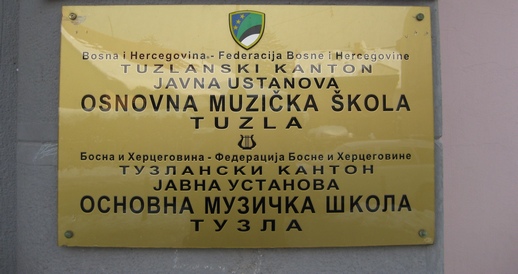 Bosna i Hercegovina - Federacija Bosne i Hercegovine
TUZLANSKI KANTON
JAVNA USTANOVA
OSNOVNA MUZIČKA ŠKOLA
TUZLA
Босна и Херцеговина - Федерација Босне и Херцеговине
ТУЗЛАНСКИ КАНТОН
ЈАВНА УСТАНОВА
ОСНОВНА МУЗИЧКА ШКОЛА
ТУЗЛА